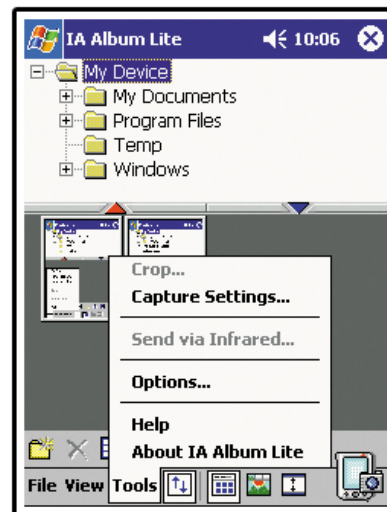 IA Album Lite 10:06
My Device
My Documents
Program Files
Temp
Windows
Crop...
Capture Settings...
Send via Infrared...
Options...
Help
About IA Album Lite
File View Tools